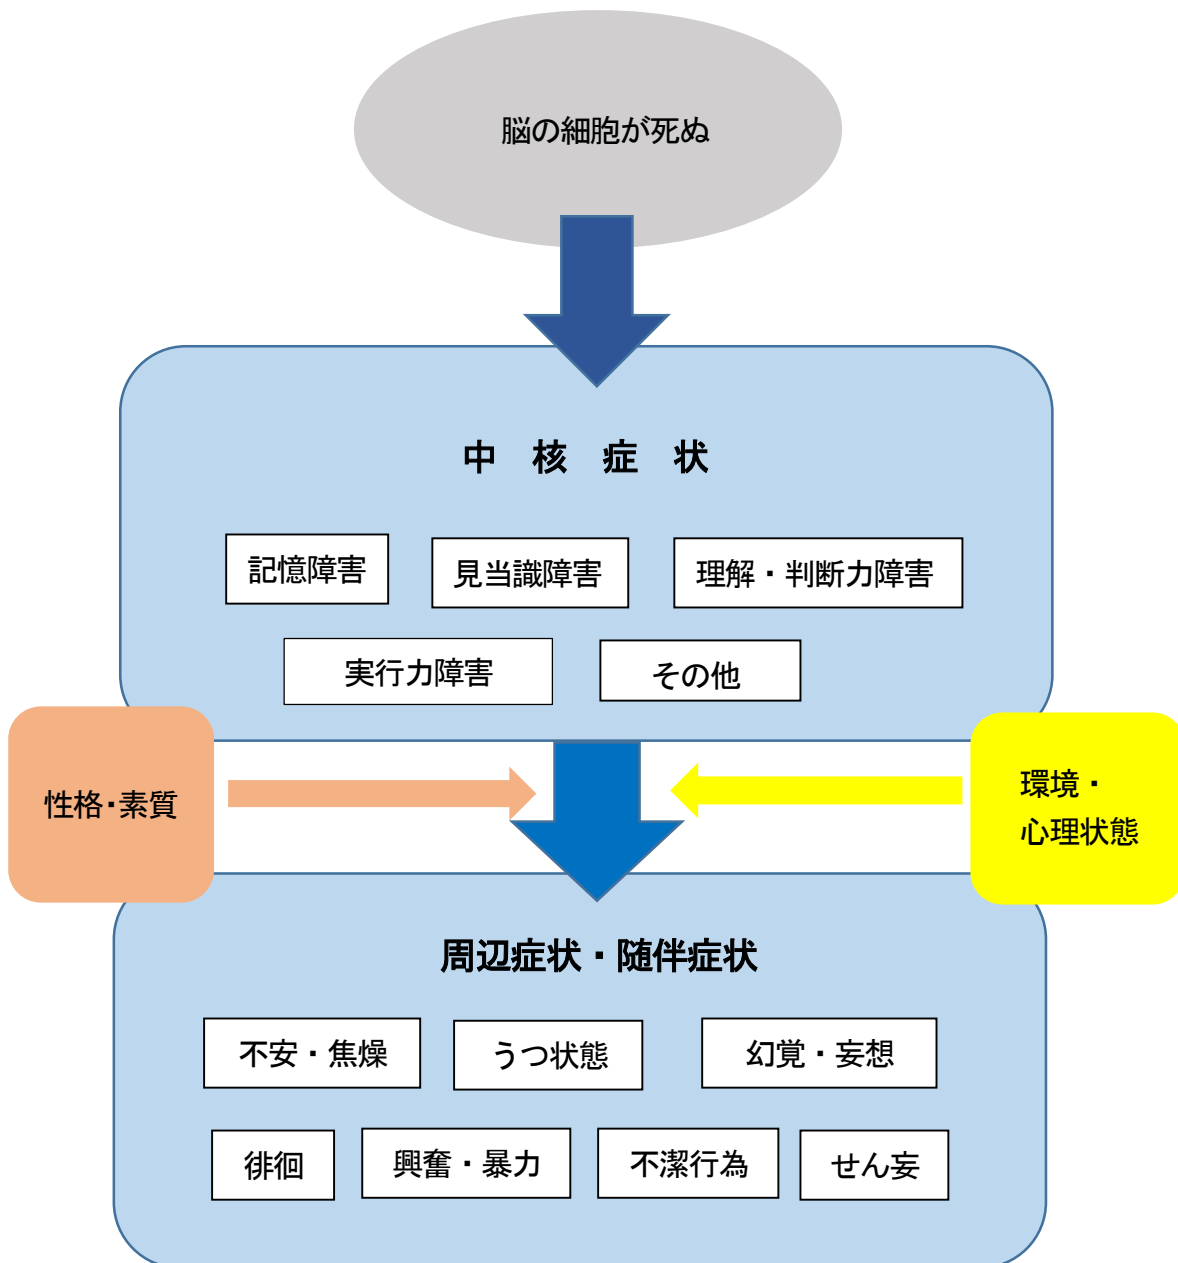 脳の細胞が死ぬ
中　核　症　状
記憶障害
見当識障害
理解・判断力障害
実行力障害
その他
性格・素質
環境・
心理状態
周辺症状・随伴症状
不安・焦燥
うつ状態
幻覚・妄想
徘徊
興奮・暴力
不潔行為
せん妄